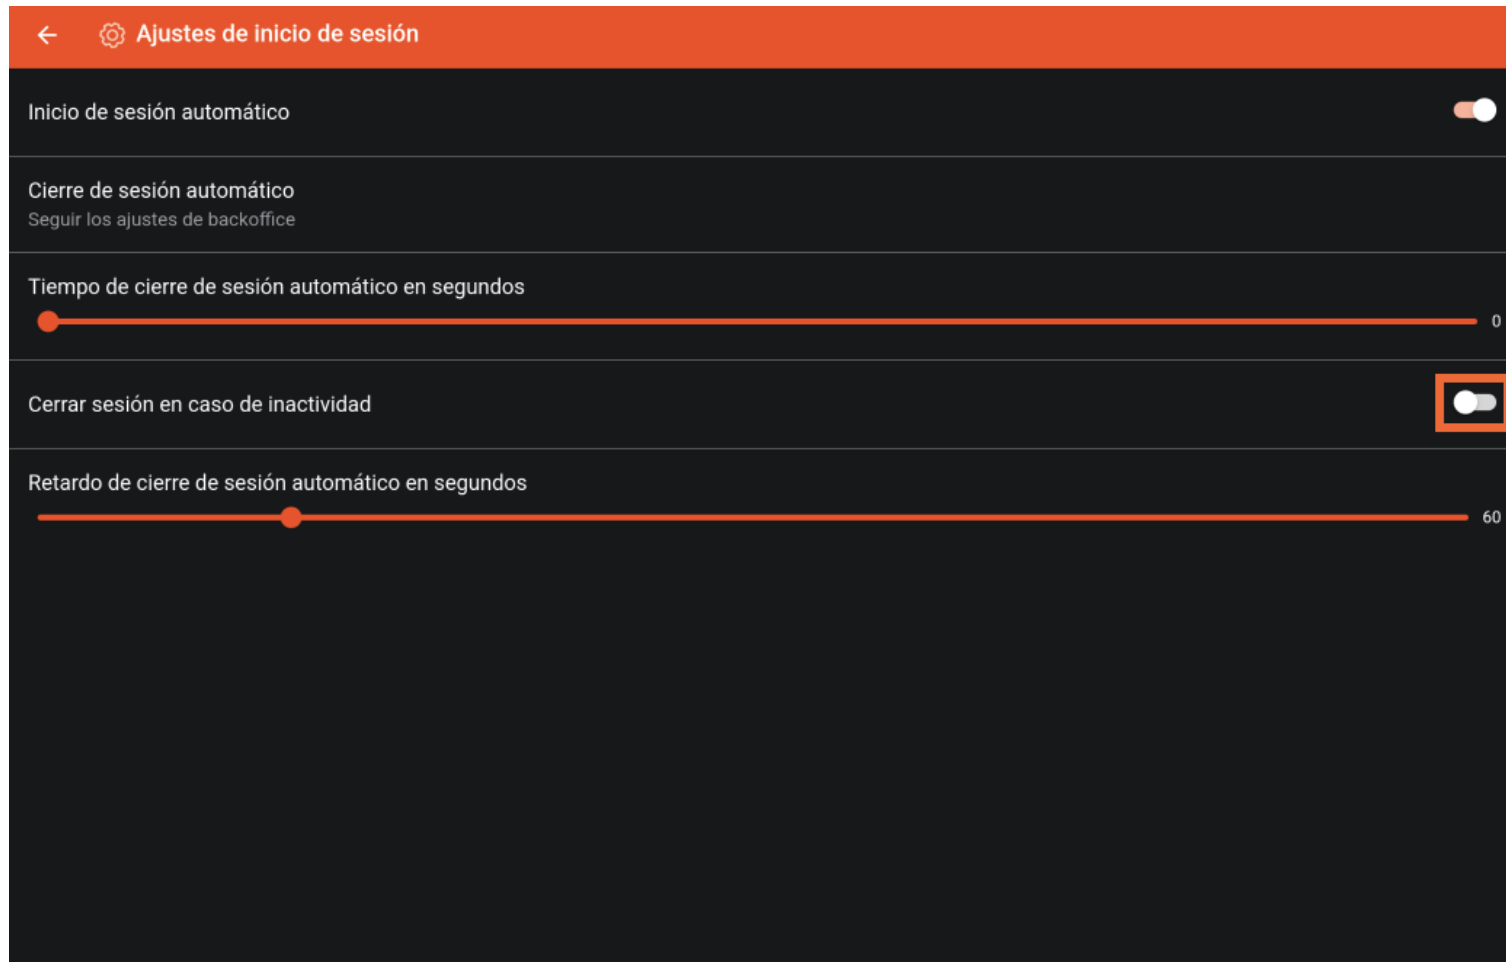 Ajustes de inicio de sesión
Inicio de sesión automático
Cierre de sesión automático
Seguir los ajustes de backoffice
Tiempo de cierre de sesión automático en segundos
0
Cerrar sesión en caso de inactividad
Retardo de cierre de sesión automático en segundos
60